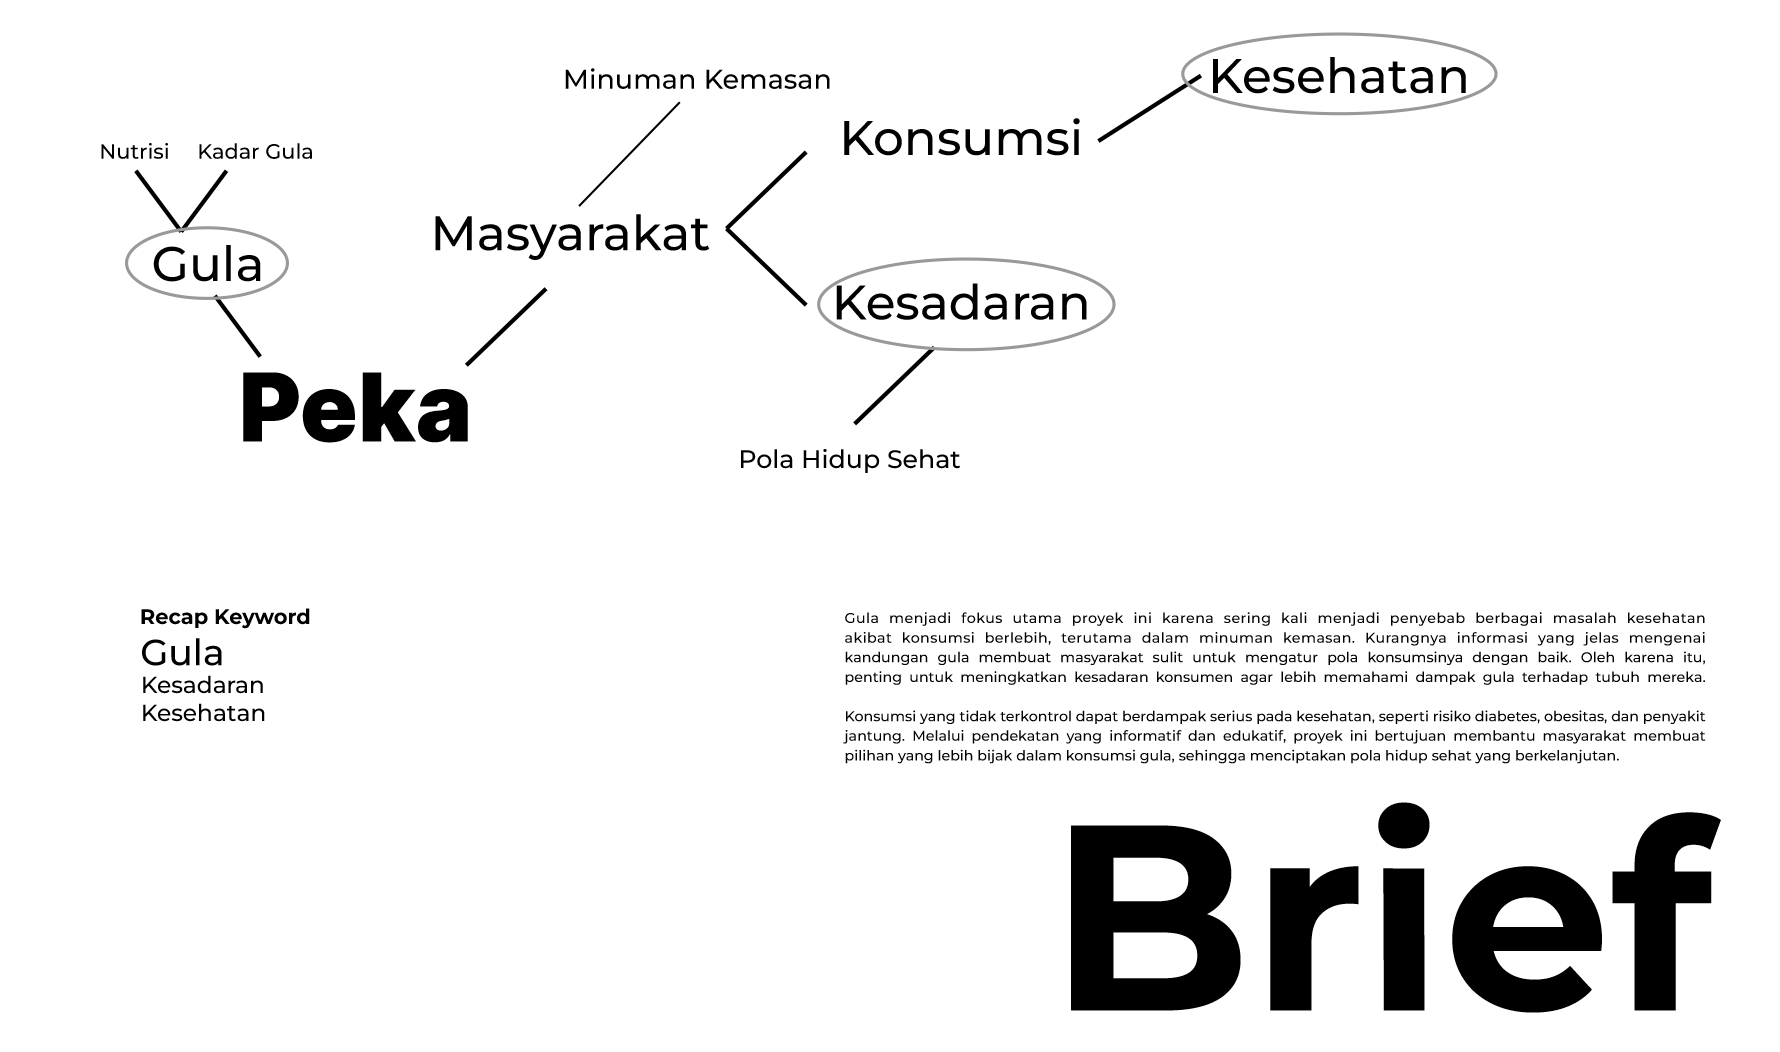 Kesehatan
Minuman Kemasan
Konsumsi
Nutrisi
Kadar Gula
Masyarakat
Gula
Kesadaran
Peka
Pola Hidup Sehat
Recap Keyword
Gula
Kesadaran
Kesehatan
Gula menjadi fokus utama proyek ini karena sering kali menjadi penyebab berbagai masalah kesehatan
akibat konsumsi berlebih, terutama dalam minuman kemasan. Kurangnya informasi yang jelas mengenai
kandungan gula membuat masyarakat sulit untuk mengatur pola konsumsinya dengan baik. Oleh karena itu,
penting untuk meningkatkan kesadaran konsumen agar lebih memahami dampak gula terhadap tubuh mereka.
Konsumsi yang tidak terkontrol dapat berdampak serius pada kesehatan, seperti risiko diabetes, obesitas, dan penyakit
jantung. Melalui pendekatan yang informatif dan edukatif, proyek ini bertujuan membantu masyarakat membuat
pilihan yang lebih bijak dalam konsumsi gula, sehingga menciptakan pola hidup sehat yang berkelanjutan.
Brief